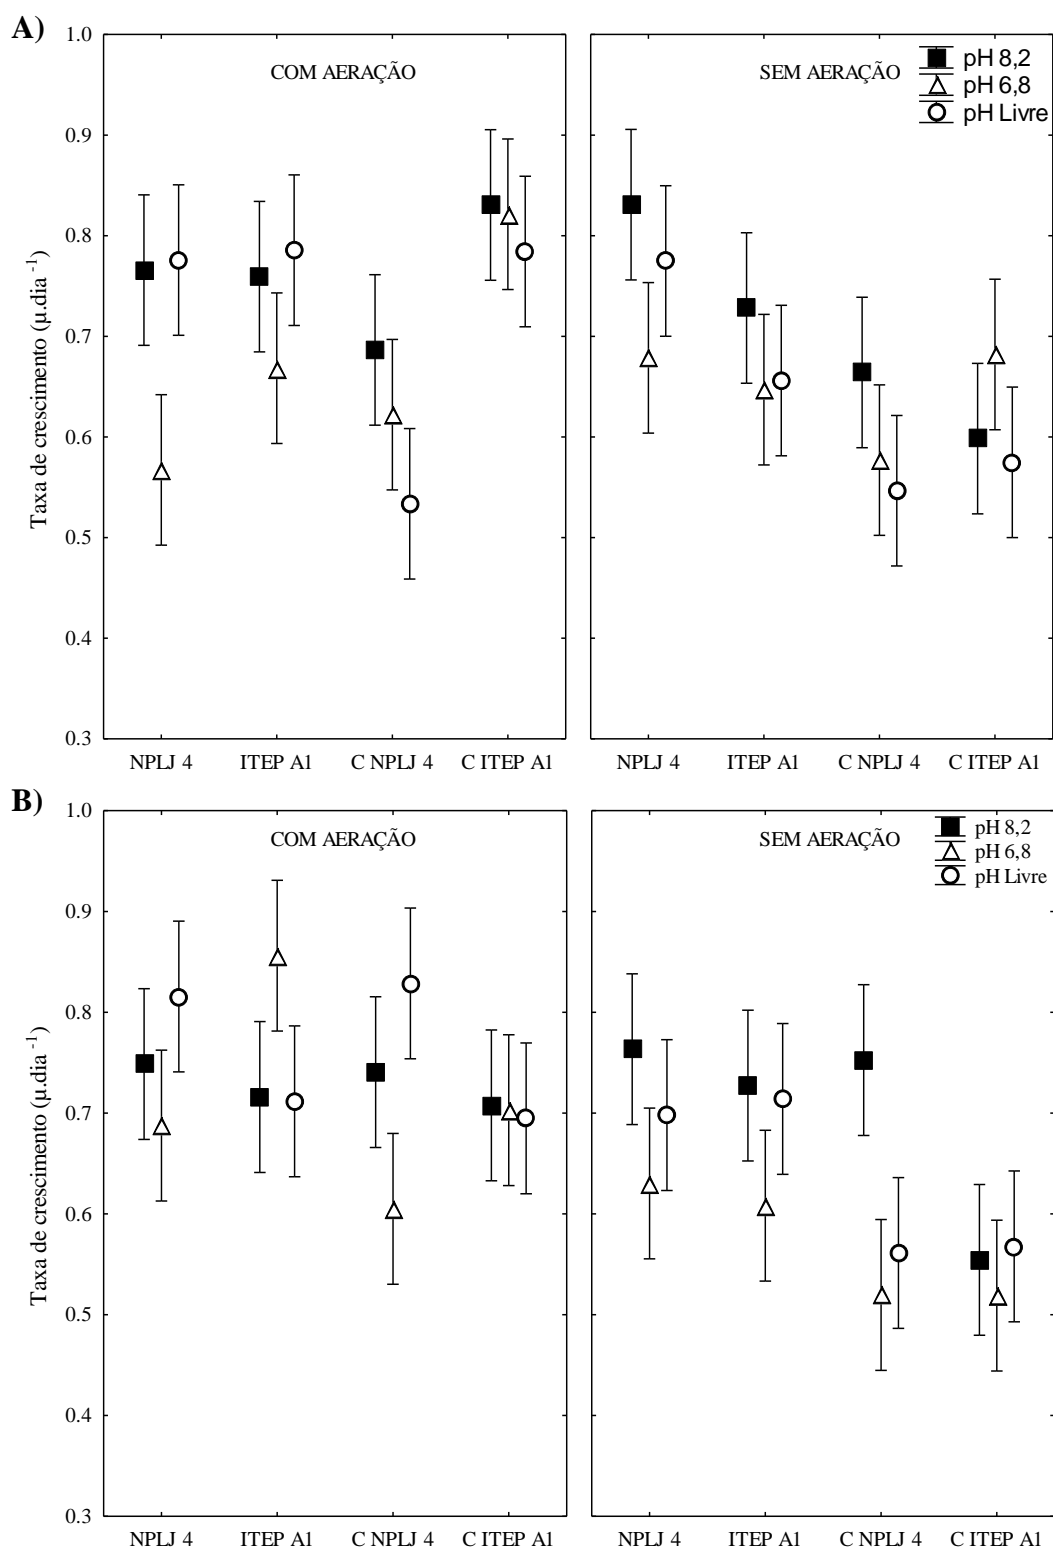 A)
Taxa de crescimento (µ.dia ⁻¹)
1.0
0.9
0.8
0.7
0.6
0.5
0.4
0.3
COM AERAÇÃO
NPLJ 4 ITEP A1 C NPLJ 4 C ITEP A1
SEM AERAÇÃO
pH 8,2
pH 6,8
pH Livre
NPLJ 4 ITEP A1 C NPLJ 4 C ITEP A1
B)
Taxa de crescimento (µ.dia ⁻¹)
1.0
0.9
0.8
0.7
0.6
0.5
0.4
0.3
COM AERAÇÃO
NPLJ 4 ITEP A1 C NPLJ 4 C ITEP A1
SEM AERAÇÃO
pH 8,2
pH 6,8
pH Livre
NPLJ 4 ITEP A1 C NPLJ 4 C ITEP A1